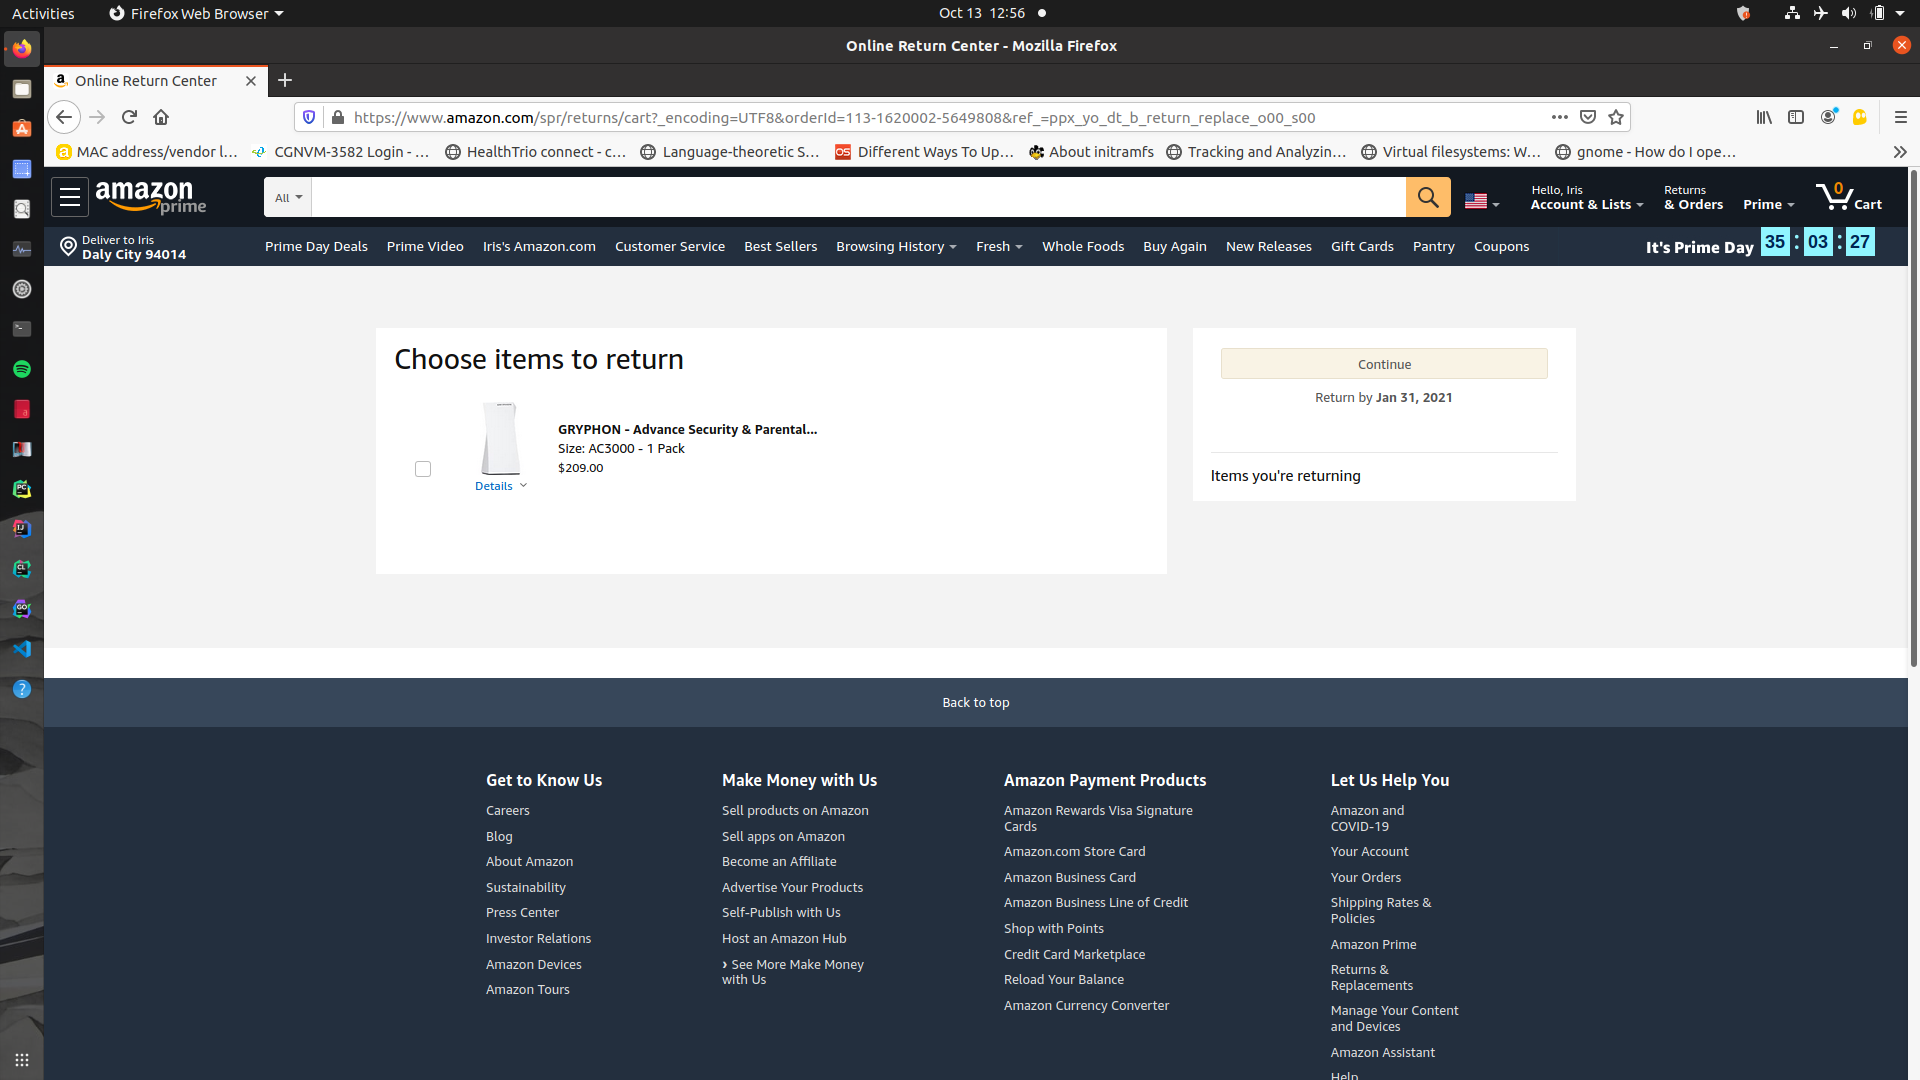 Activities
Firefox Web Browser
Oct 13 12:56
Online Return Center - Mozilla Firefox
Online Return Center
https://www.amazon.com/spr/returns/cart?_encoding=UTF8&orderId=113-1620002-5649808&ref_=ppx_yo_dt_b_return_replace_o00_s00
MAC address/vendor l…
CGNVM-3582 Login - …
HealthTrio connect - c…
Language-theoretic S…
Different Ways To Up…
About initramfs
Tracking and Analyzin…
Virtual filesystems: W…
gnome - How do I ope…
amazon prime
All
Hello, Iris
Account & Lists
Returns
& Orders
Prime
0
Cart
Deliver to Iris
Daly City 94014
Prime Day Deals
Prime Video
Iris's Amazon.com
Customer Service
Best Sellers
Browsing History
Fresh
Whole Foods
Buy Again
New Releases
Gift Cards
Pantry
Coupons
It's Prime Day 35 : 03 : 27
Choose items to return
GRYPHON - Advance Security & Parental...
Size: AC3000 - 1 Pack
$209.00
Details
Continue
Return by Jan 31, 2021
Items you're returning
Back to top
Get to Know Us
Careers
Blog
About Amazon
Sustainability
Press Center
Investor Relations
Amazon Devices
Amazon Tours
Make Money with Us
Sell products on Amazon
Sell apps on Amazon
Become an Affiliate
Advertise Your Products
Self-Publish with Us
Host an Amazon Hub
› See More Make Money
with Us
Amazon Payment Products
Amazon Rewards Visa Signature
Cards
Amazon.com Store Card
Amazon Business Card
Amazon Business Line of Credit
Shop with Points
Credit Card Marketplace
Reload Your Balance
Amazon Currency Converter
Let Us Help You
Amazon and
COVID-19
Your Account
Your Orders
Shipping Rates &
Policies
Amazon Prime
Returns &
Replacements
Manage Your Content
and Devices
Amazon Assistant
Help